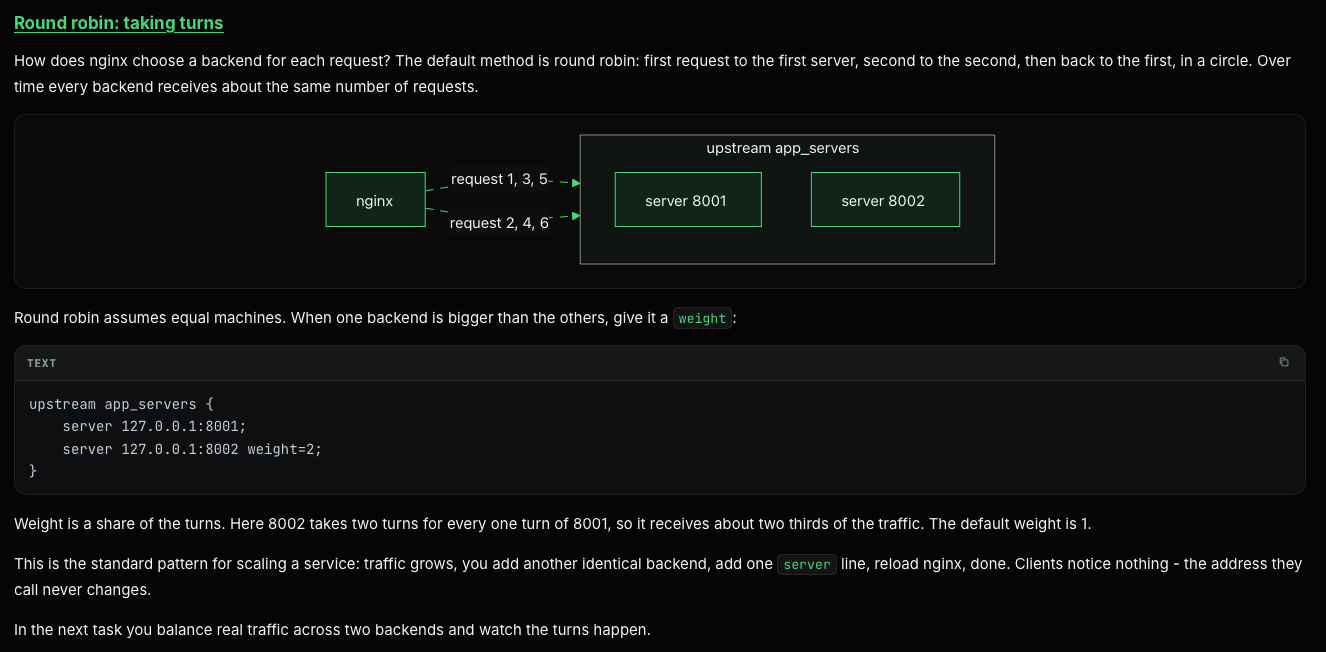 Round robin: taking turns
How does nginx choose a backend for each request? The default method is round robin: first request to the first server, second to the second, then back to the first, in a circle. Over
time every backend receives about the same number of requests.
upstream app_servers
request 1, 3, 5
nginx
server 8001
server 8002
request 2, 4, 6
Round robin assumes equal machines. When one backend is bigger than the others, give it a weight:
TEXT
upstream app_servers {
    server 127.0.0.1:8001;
    server 127.0.0.1:8002 weight=2;
}
Weight is a share of the turns. Here 8002 takes two turns for every one turn of 8001, so it receives about two thirds of the traffic. The default weight is 1.
This is the standard pattern for scaling a service: traffic grows, you add another identical backend, add one server line, reload nginx, done. Clients notice nothing - the address they
call never changes.
In the next task you balance real traffic across two backends and watch the turns happen.